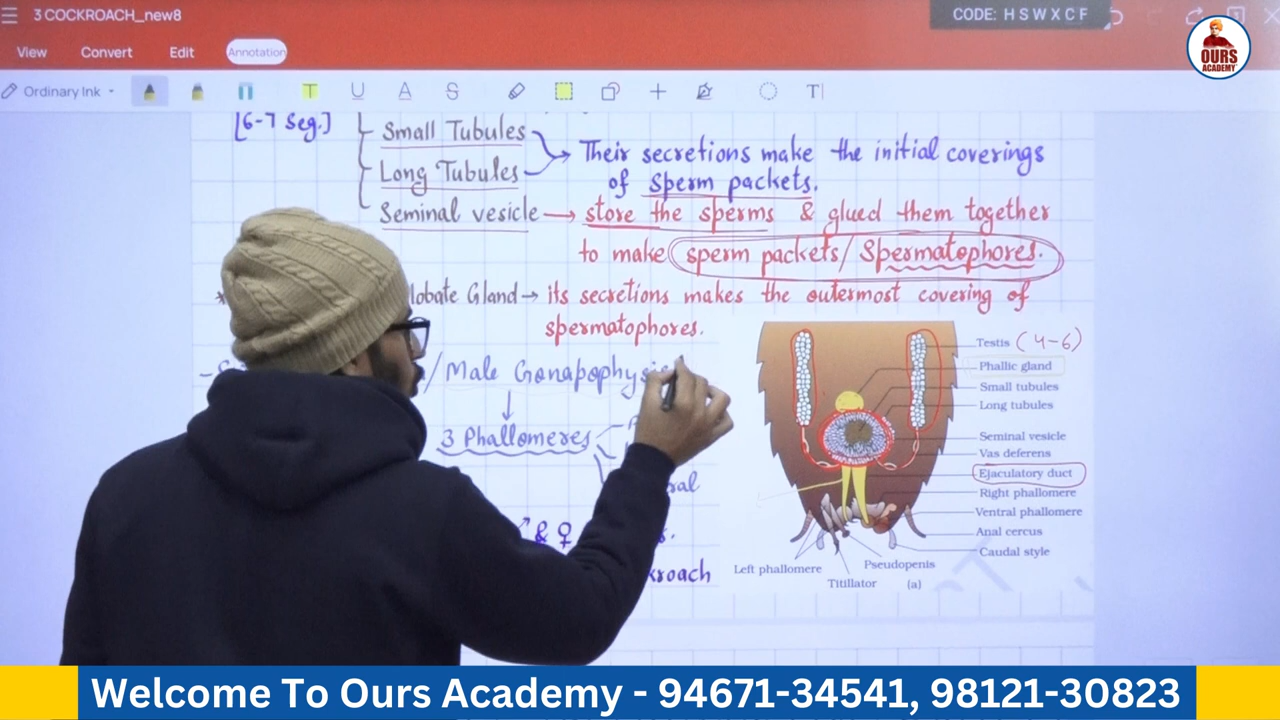 3 COCKROACH_new8
CODE: H S W X C F
View Convert Edit Annotation
OURS
ACADEMY
Ordinary Ink
[6-7 Seg.]
Small Tubules
Long Tubules
Their secretions make the initial coverings
of Sperm packets.
Seminal vesicle → store the sperms & glued them together
to make sperm packets/ Spermatophores.
Gland → its secretions makes the outermost covering of
spermatophores.
/ Male Gonapophysis
3 Phallomeres
& ♀
Testis (4-6)
Phallic gland
Small tubules
Long tubules
Seminal vesicle
Vas deferens
Ejaculatory duct
Right phallomere
Ventral phallomere
Anal cercus
Caudal style
Left phallomere
Pseudopenis
Titillator
(a)
Welcome To Ours Academy - 94671-34541, 98121-30823